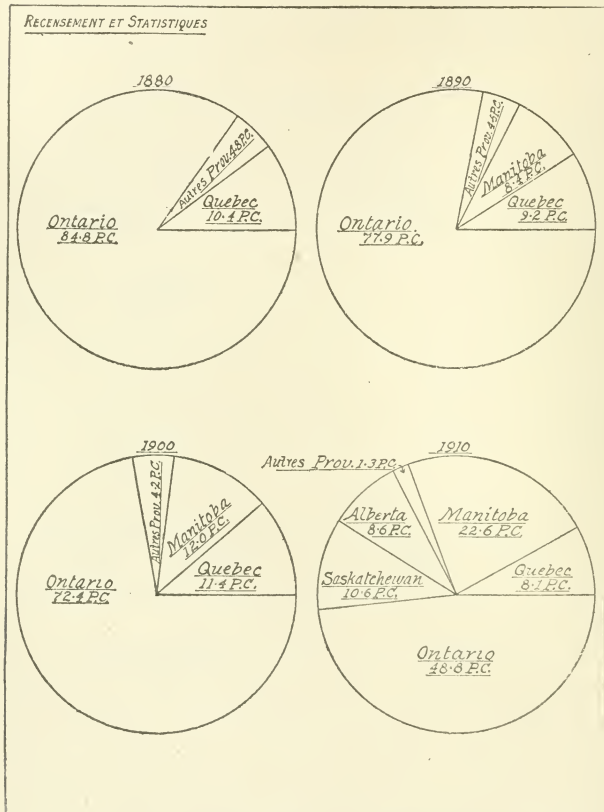 RECENSEMENT ET STATISTIQUES
1880
Autres Prov. 4·8 P.C.
Quebec
10·4 P.C.
Ontario
84·8 P.C.
1890
Autres Prov. 4·5 P.C.
Manitoba
8·4 P.C.
Quebec
9·2 P.C.
Ontario
77·9 P.C.
1900
Autres Prov. 4·2 P.C.
Manitoba
12·0 P.C.
Quebec
11·4 P.C.
Ontario
72·4 P.C.
1910
Autres Prov. 1·3 P.C.
Alberta
8·6 P.C.
Manitoba
22·6 P.C.
Saskatchewan
10·6 P.C.
Quebec
8·1 P.C.
Ontario
48·8 P.C.